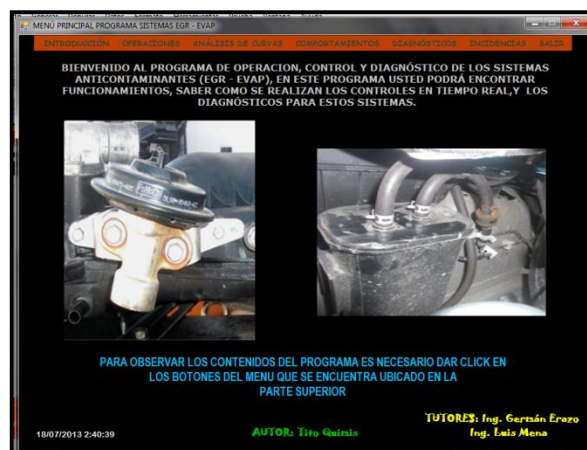 MENÚ PRINCIPAL PROGRAMA SISTEMAS EGR - EVAP
INTRODUCCIÓN OPERACIONES ANÁLISIS DE CURVAS COMPORTAMIENTOS DIAGNÓSTICOS INCIDENCIAS SALIR
BIENVENIDO AL PROGRAMA DE OPERACION, CONTROL Y DIAGNÓSTICO DE LOS SISTEMAS
ANTICONTAMINANTES (EGR - EVAP), EN ESTE PROGRAMA USTED PODRÁ ENCONTRAR
FUNCIONAMIENTOS, SABER COMO SE REALIZAN LOS CONTROLES EN TIEMPO REAL,Y LOS
DIAGNÓSTICOS PARA ESTOS SISTEMAS.
PARA OBSERVAR LOS CONTENIDOS DEL PROGRAMA ES NECESARIO DAR CLICK EN
LOS BOTONES DEL MENU QUE SE ENCUENTRA UBICADO EN LA
PARTE SUPERIOR
TUTORES: Ing. Germán Erazo
18/07/2013 2:40:39 AUTOR: Tito Quizis Ing. Luis Mena